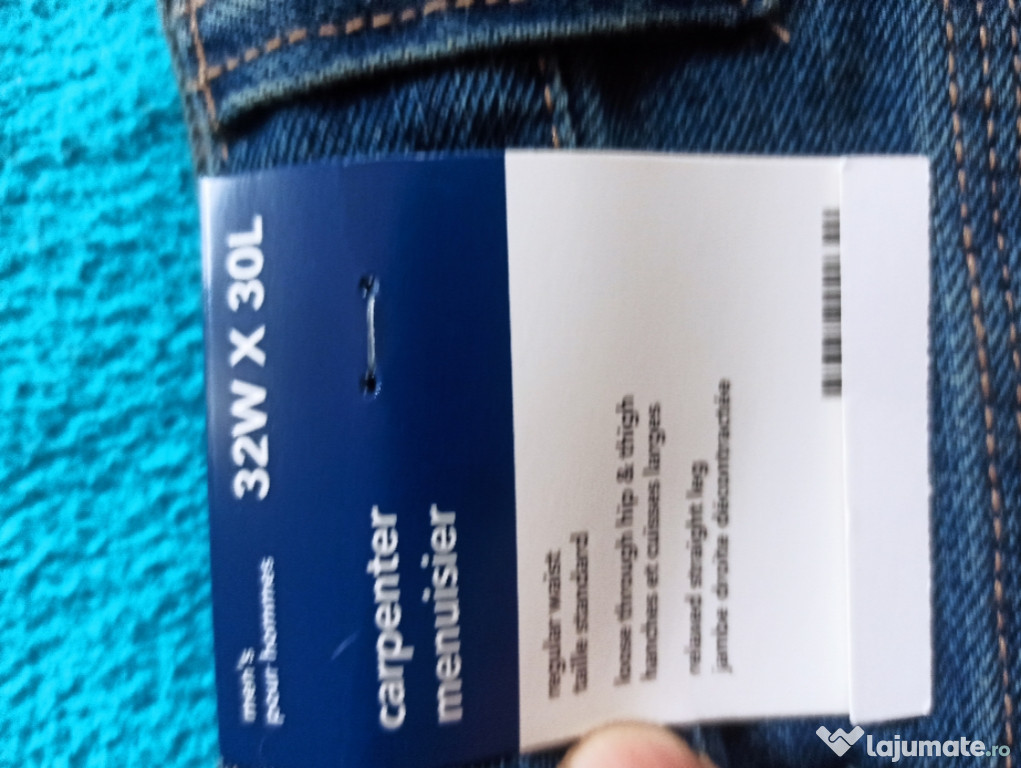 men's
pour hommes
32W X 30L
carpenter
menuisier
regular waist
taille standard
loose through hip & thigh
hanches et cuisses larges
relaxed straight leg
jambe droite décontractée
lajumate.ro